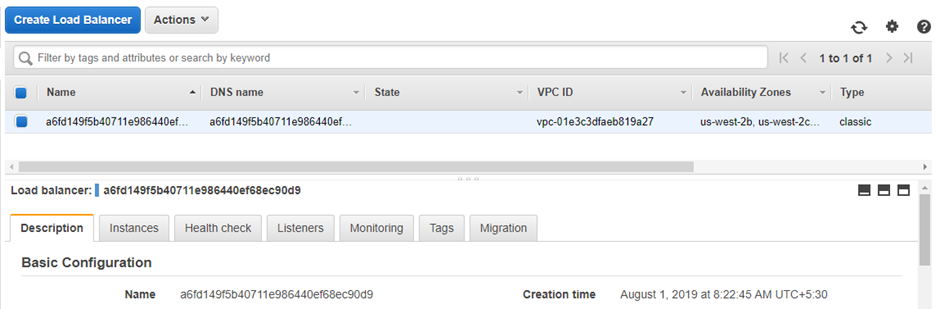 Create Load Balancer Actions
Filter by tags and attributes or search by keyword 1 to 1 of 1
Name DNS name State VPC ID Availability Zones Type
a6fd149f5b40711e986440ef... a6fd149f5b40711e986440ef... vpc-01e3c3dfaeb819a27 us-west-2b, us-west-2c... classic
Load balancer: a6fd149f5b40711e986440ef68ec90d9
Description Instances Health check Listeners Monitoring Tags Migration
Basic Configuration
Name a6fd149f5b40711e986440ef68ec90d9 Creation time August 1, 2019 at 8:22:45 AM UTC+5:30